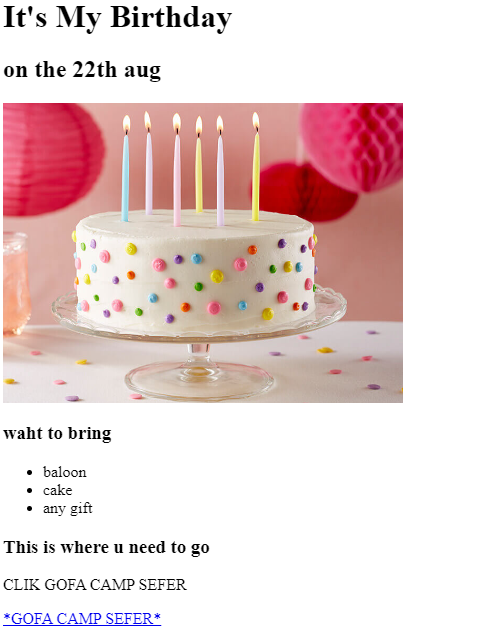 It's My Birthday
on the 22th aug
waht to bring
baloon
cake
any gift
This is where u need to go
CLIK GOFA CAMP SEFER
*GOFA CAMP SEFER*